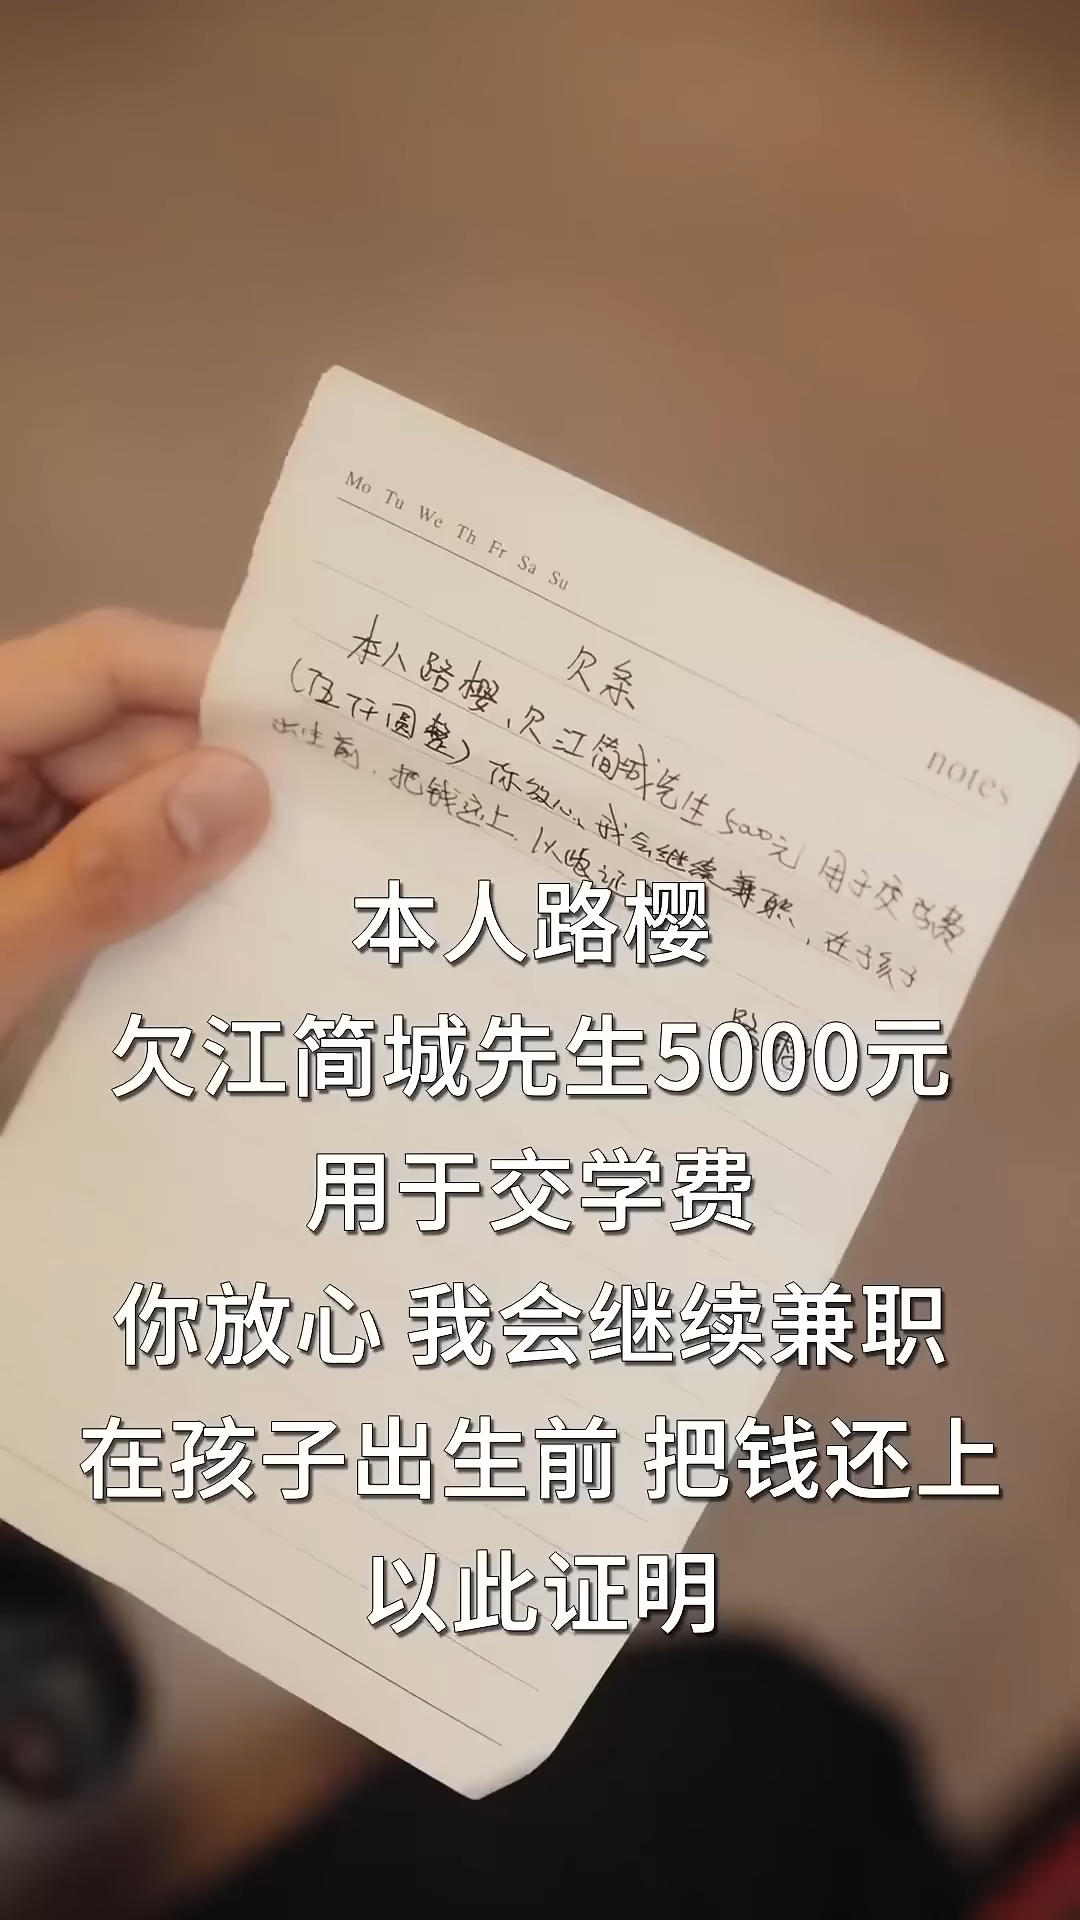 Mo Tu We Th Fr Sa Su
notes
欠条
本人路樱、欠江简城先生5000元 用于交学费
(伍仟圆整) 你放心、我会继续兼职，在孩子
出生前．把钱还上．以此证
路樱
本人路樱
欠江简城先生5000元
用于交学费
你放心 我会继续兼职
在孩子出生前 把钱还上
以此证明